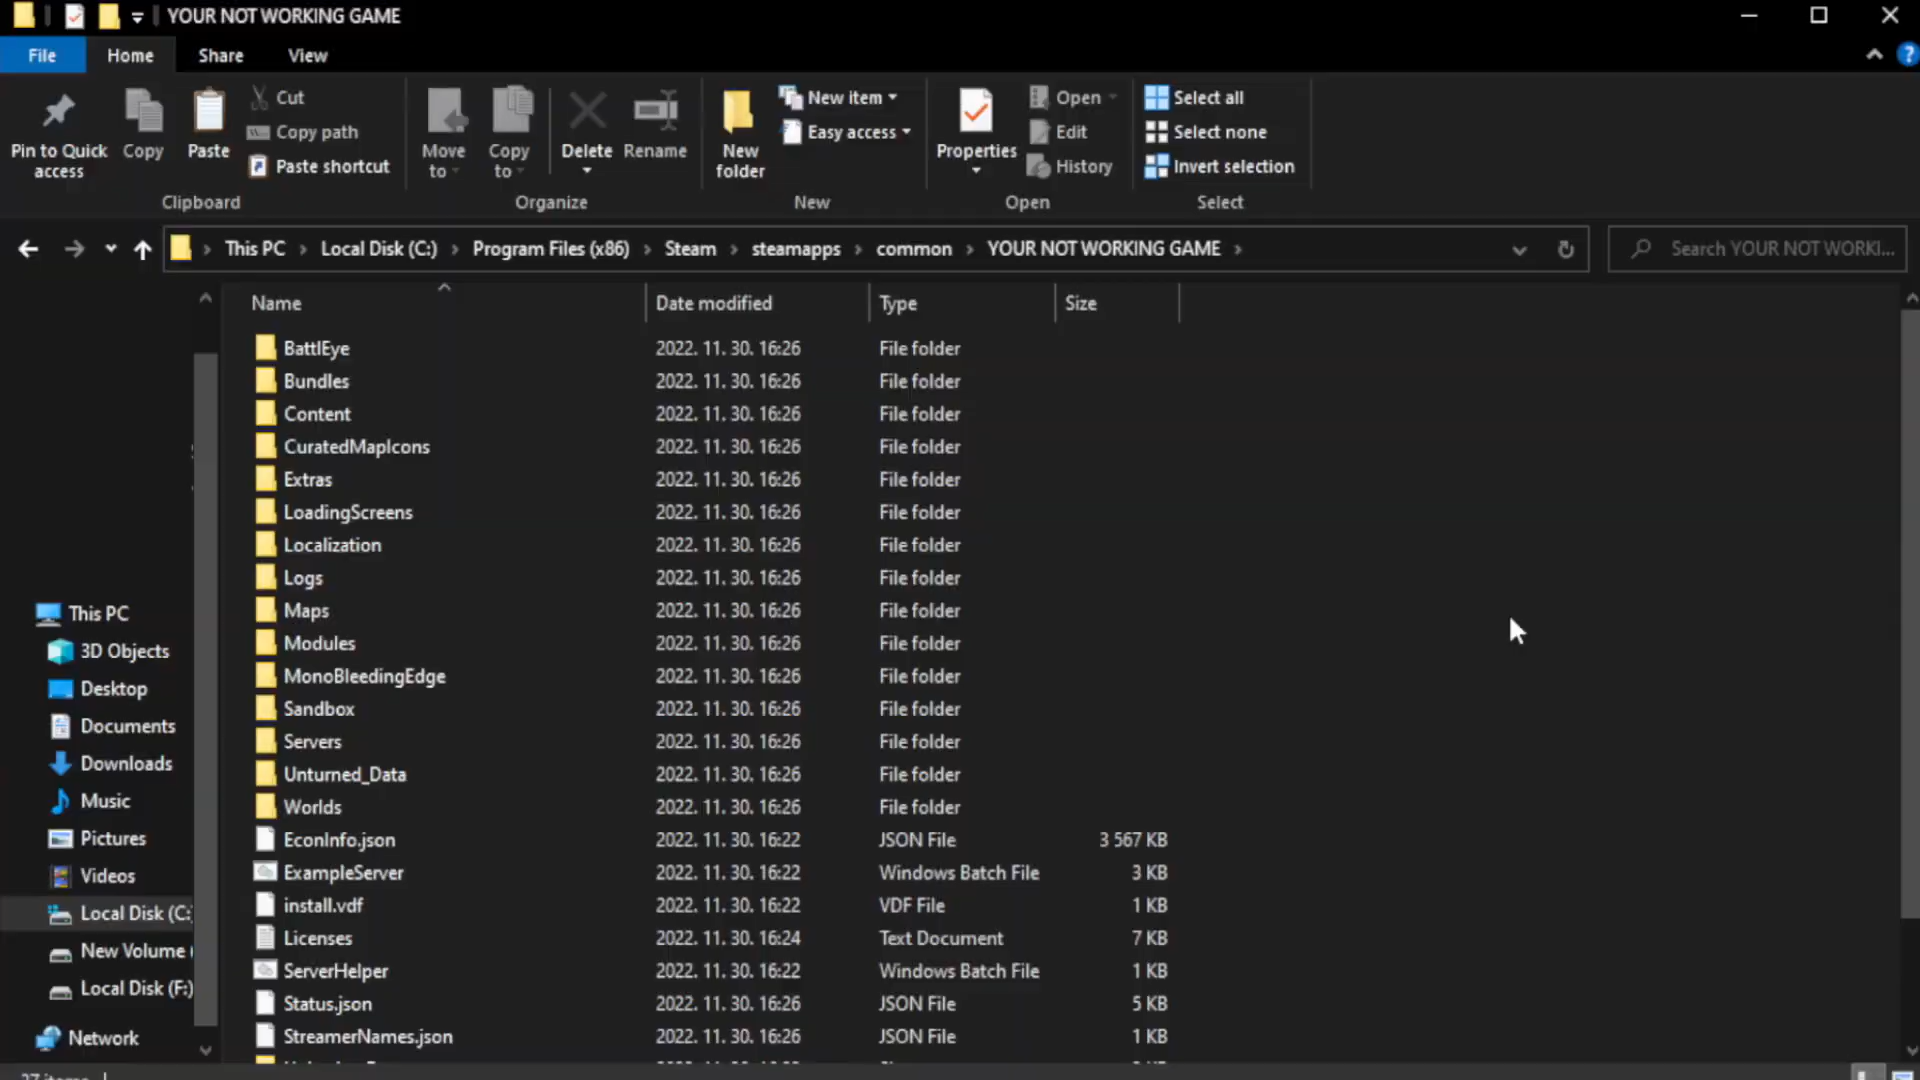 YOUR NOT WORKING GAME
File Home Share View
Pin to Quick access
Copy
Paste
Cut
Copy path
Paste shortcut
Clipboard
Move to
Copy to
Delete
Rename
Organize
New folder
New item
Easy access
New
Properties
Open
Edit
History
Open
Select all
Select none
Invert selection
Select
This PC Local Disk (C:) Program Files (x86) Steam steamapps common YOUR NOT WORKING GAME
Search YOUR NOT WORKI...
Name Date modified Type Size
BattlEye 2022. 11. 30. 16:26 File folder
Bundles 2022. 11. 30. 16:26 File folder
Content 2022. 11. 30. 16:26 File folder
CuratedMapIcons 2022. 11. 30. 16:26 File folder
Extras 2022. 11. 30. 16:26 File folder
LoadingScreens 2022. 11. 30. 16:26 File folder
Localization 2022. 11. 30. 16:26 File folder
Logs 2022. 11. 30. 16:26 File folder
Maps 2022. 11. 30. 16:26 File folder
Modules 2022. 11. 30. 16:26 File folder
MonoBleedingEdge 2022. 11. 30. 16:26 File folder
Sandbox 2022. 11. 30. 16:26 File folder
Servers 2022. 11. 30. 16:26 File folder
Unturned_Data 2022. 11. 30. 16:26 File folder
Worlds 2022. 11. 30. 16:26 File folder
EconInfo.json 2022. 11. 30. 16:22 JSON File 3 567 KB
ExampleServer 2022. 11. 30. 16:22 Windows Batch File 3 KB
install.vdf 2022. 11. 30. 16:22 VDF File 1 KB
Licenses 2022. 11. 30. 16:24 Text Document 7 KB
ServerHelper 2022. 11. 30. 16:22 Windows Batch File 1 KB
Status.json 2022. 11. 30. 16:26 JSON File 5 KB
StreamerNames.json 2022. 11. 30. 16:26 JSON File 1 KB
This PC
3D Objects
Desktop
Documents
Downloads
Music
Pictures
Videos
Local Disk (C:
New Volume (
Local Disk (F:)
Network